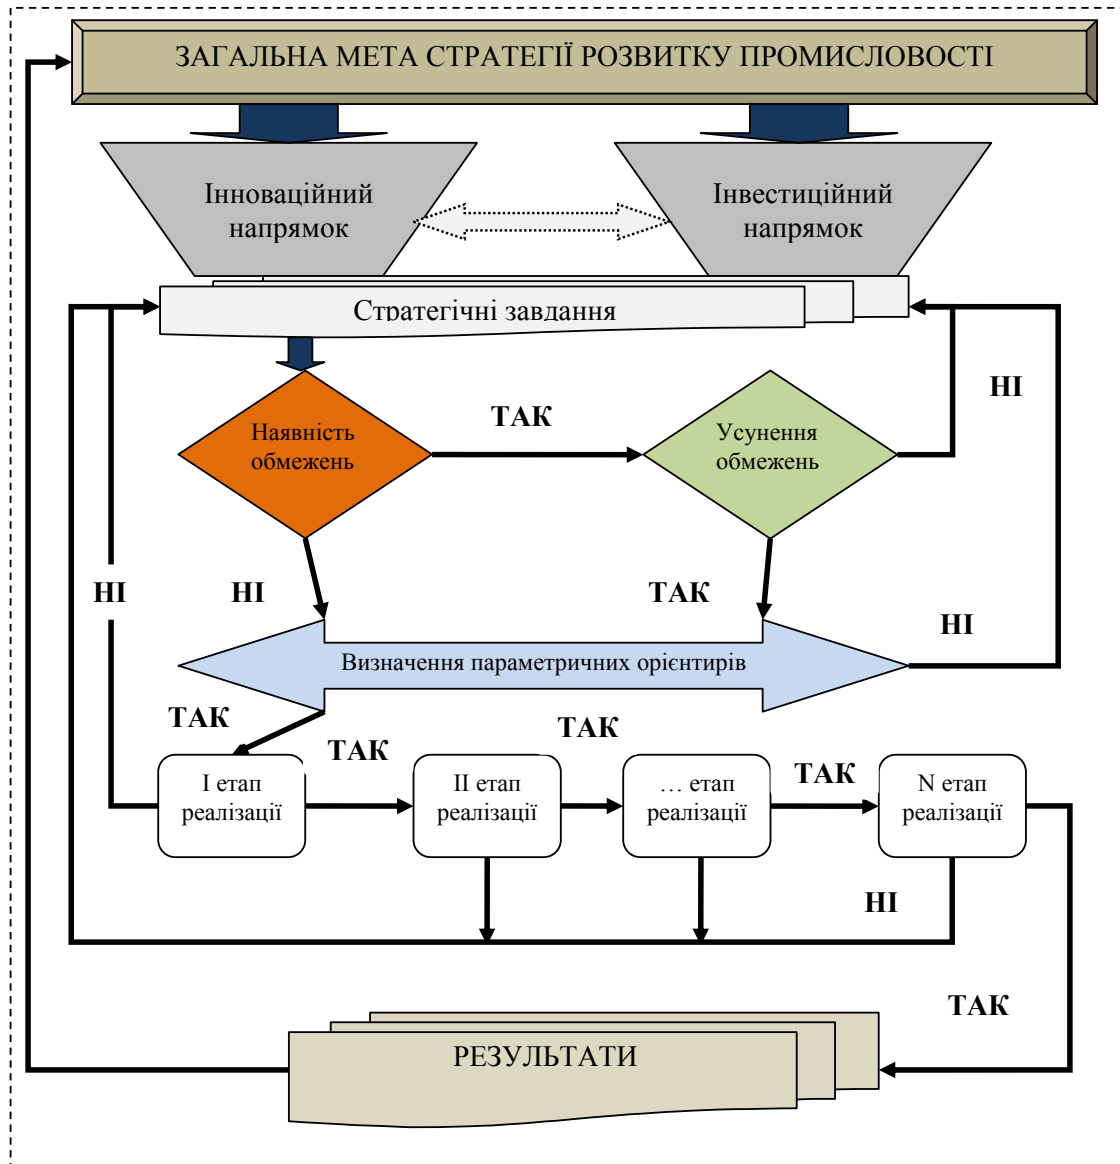 ЗАГАЛЬНА МЕТА СТРАТЕГІЇ РОЗВИТКУ ПРОМИСЛОВОСТІ
Інноваційний
напрямок
Інвестиційний
напрямок
Стратегічні завдання
Наявність
обмежень
ТАК
Усунення
обмежень
НІ
НІ
НІ
ТАК
НІ
Визначення параметричних орієнтирів
ТАК
ТАК
ТАК
ТАК
І етап
реалізації
ІІ етап
реалізації
… етап
реалізації
N етап
реалізації
НІ
ТАК
РЕЗУЛЬТАТИ